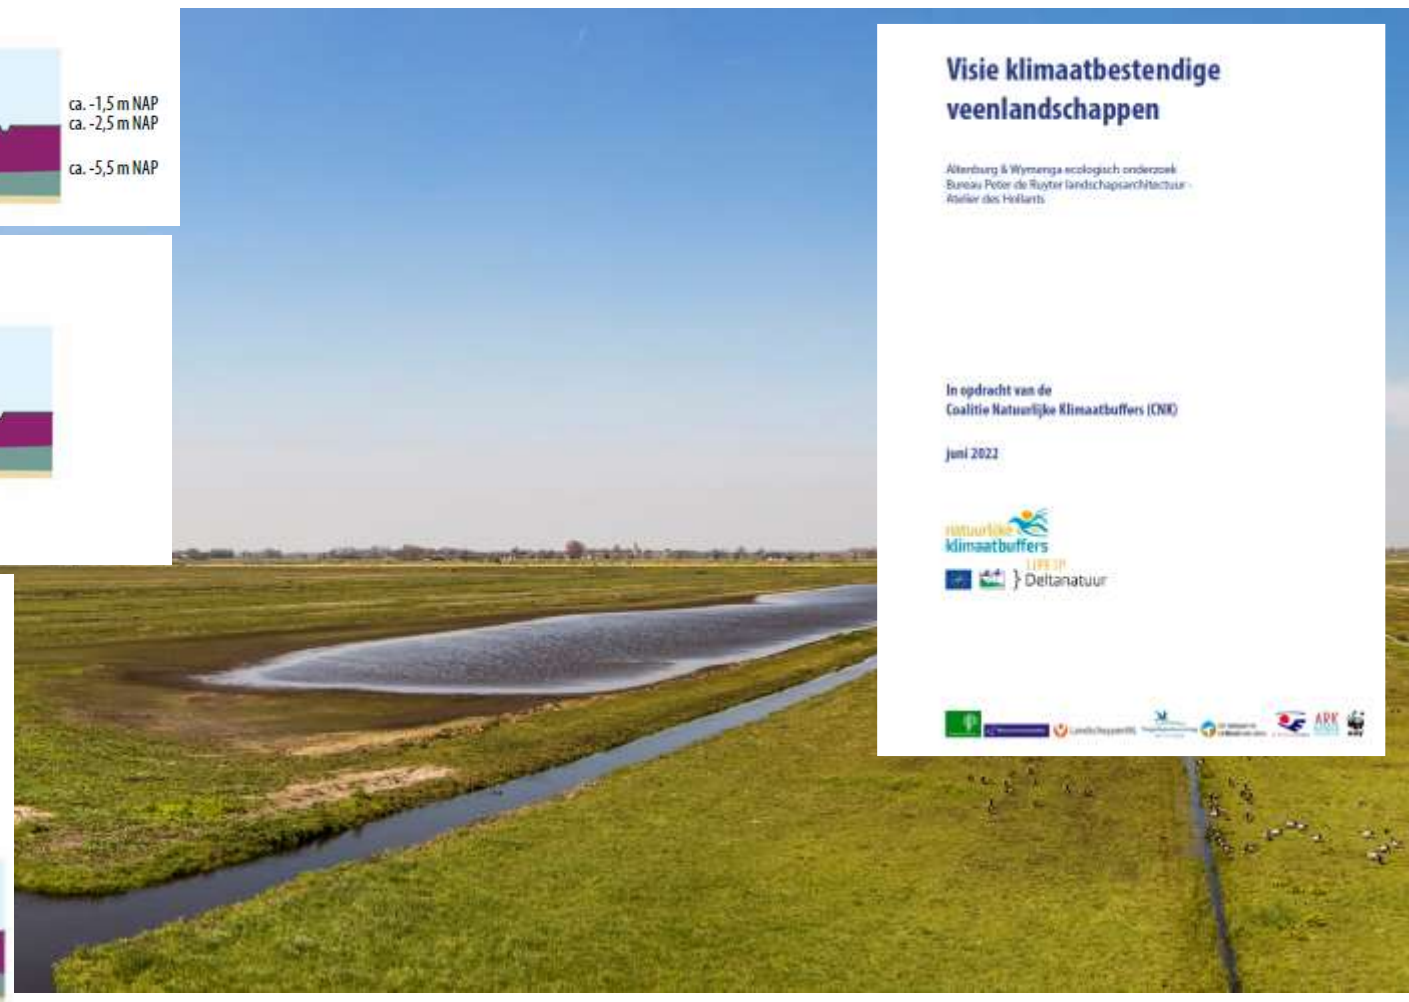 ca. -1,5 m NAP
ca. -2,5 m NAP
ca. -5,5 m NAP
Visie klimaatbestendige
veenlandschappen
Altenburg & Wymenga ecologisch onderzoek
Bureau Peter de Ruyter landschapsarchitectuur -
Atelier des Hollants
In opdracht van de
Coalitie Natuurlijke Klimaatbuffers (CNK)
juni 2022
natuurlijke
klimaatbuffers
LIFE IP
Deltanatuur
LandschappenNL
ARK